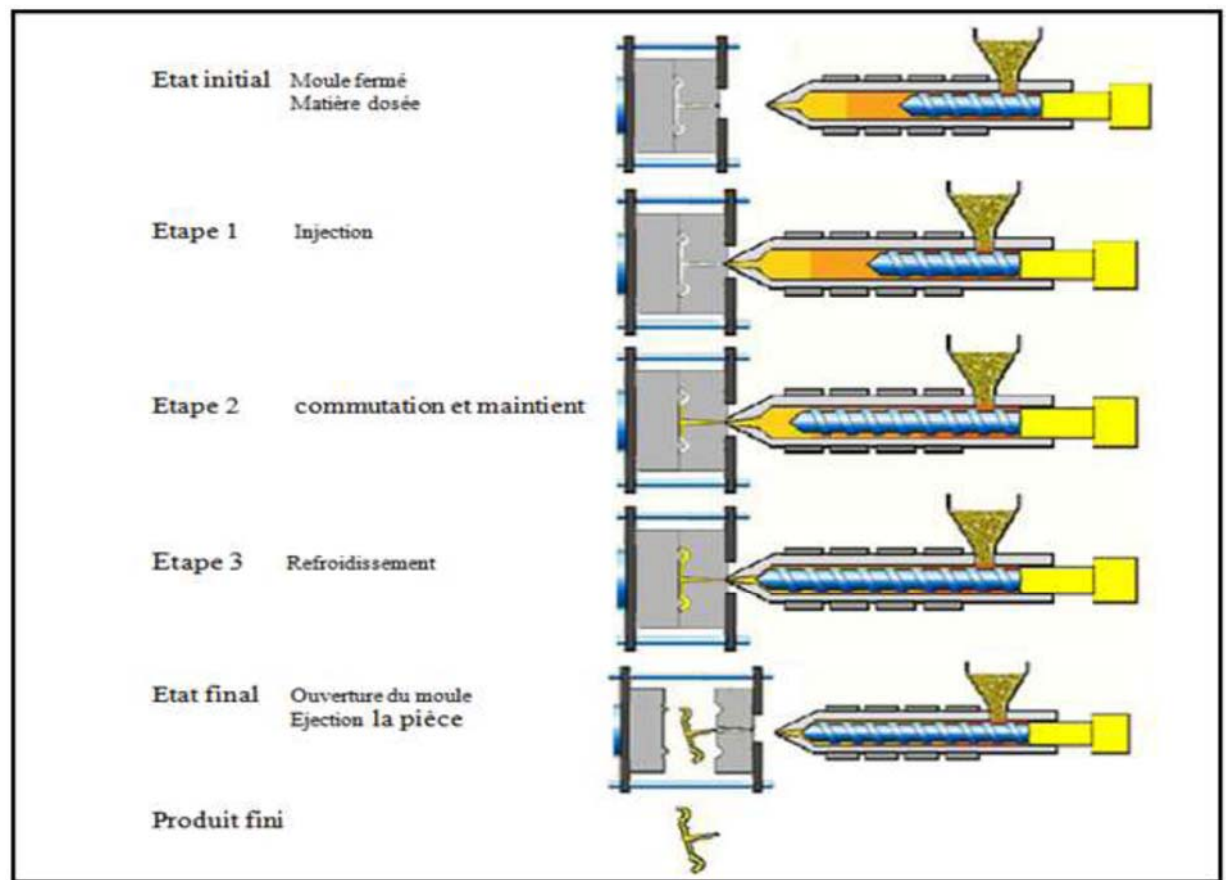 Etat initial Moule fermé
Matière dosée
Etape 1 Injection
Etape 2 commutation et maintient
Etape 3 Refroidissement
Etat final Ouverture du moule
Ejection la pièce
Produit fini